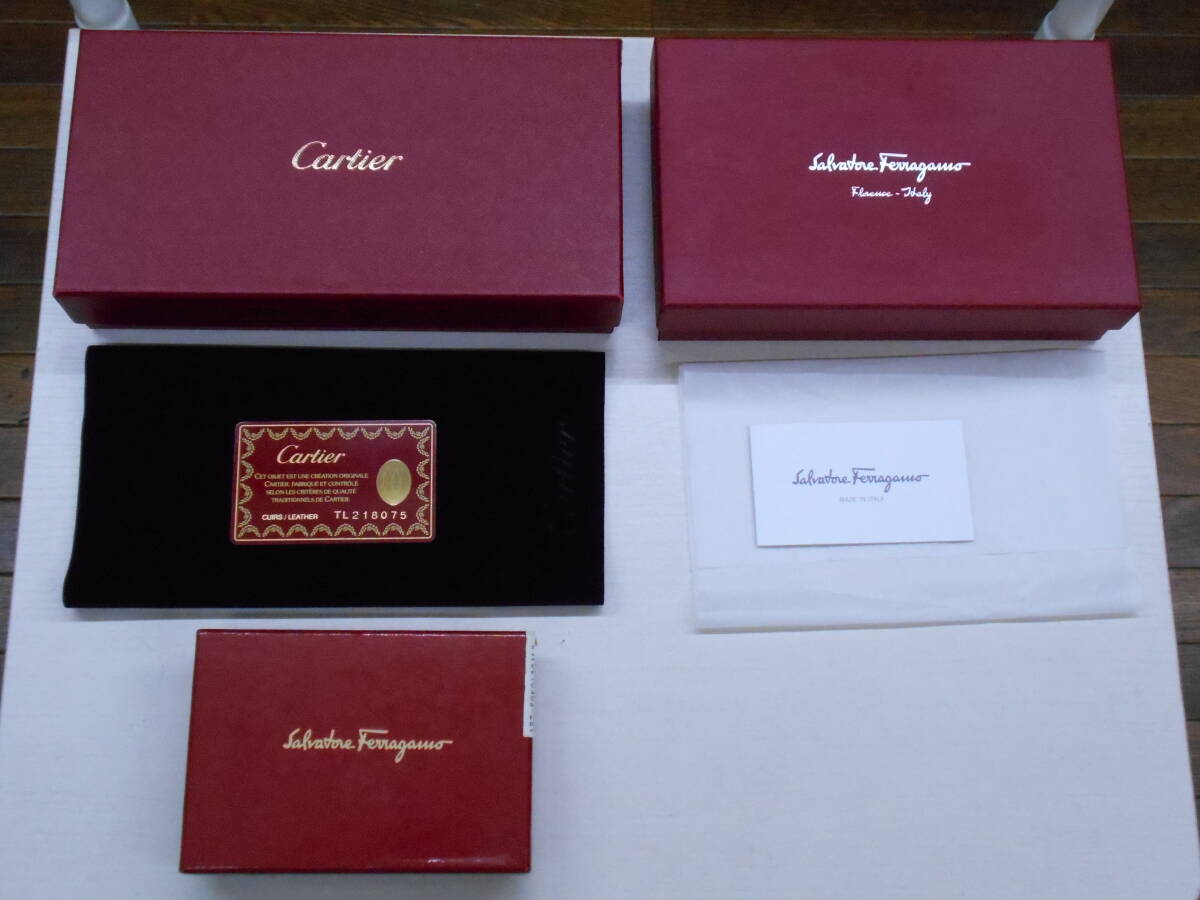 Cartier
Salvatore Ferragamo
Florence - Italy
Cartier
CET OBJET EST UNE CRÉATION ORIGINALE
CARTIER, FABRIQUÉ ET CONTRÔLÉ
SELON LES CRITÈRES DE QUALITÉ
TRADITIONNELS DE CARTIER.
CUIRS / LEATHER TL218075
Cartier
Salvatore Ferragamo
MADE IN ITALY
Salvatore Ferragamo